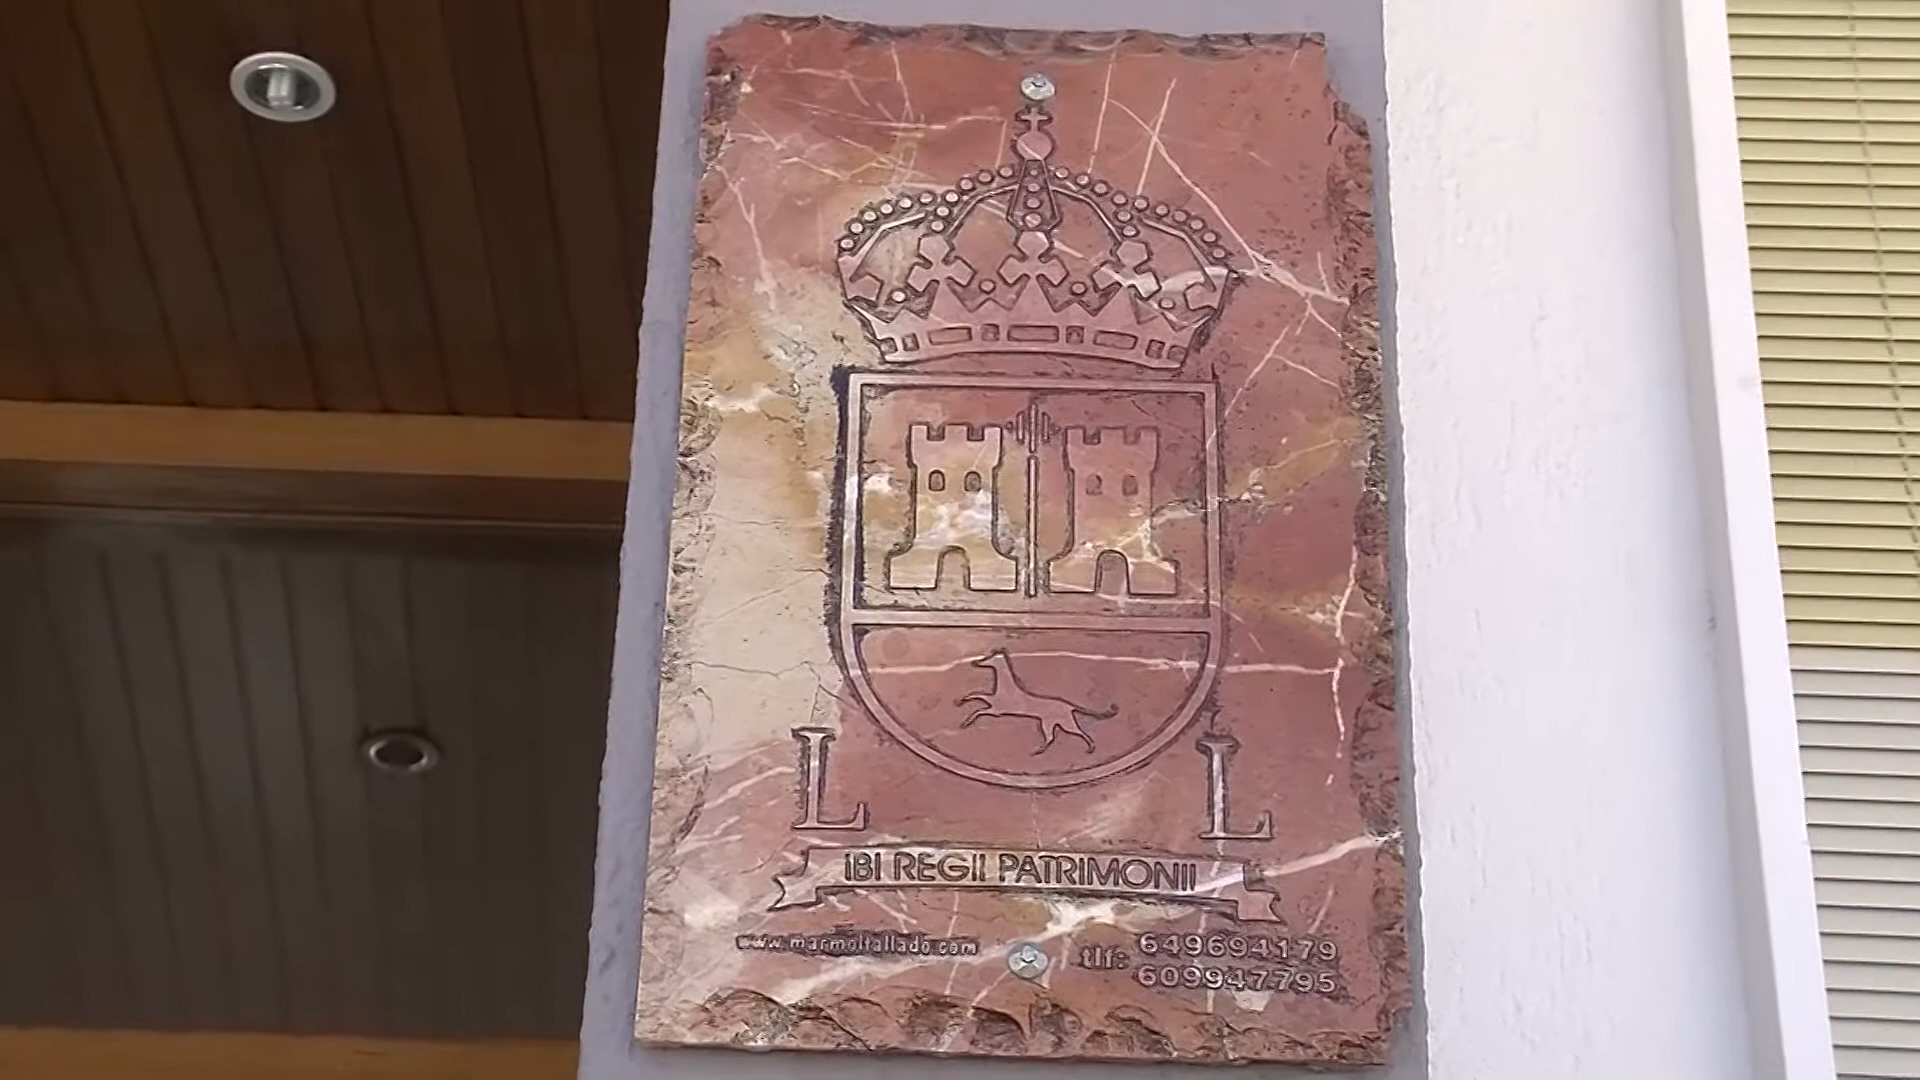 L L
IBI REGII PATRIMONII
www.marmoltallado.com tlf: 649694179
609947795